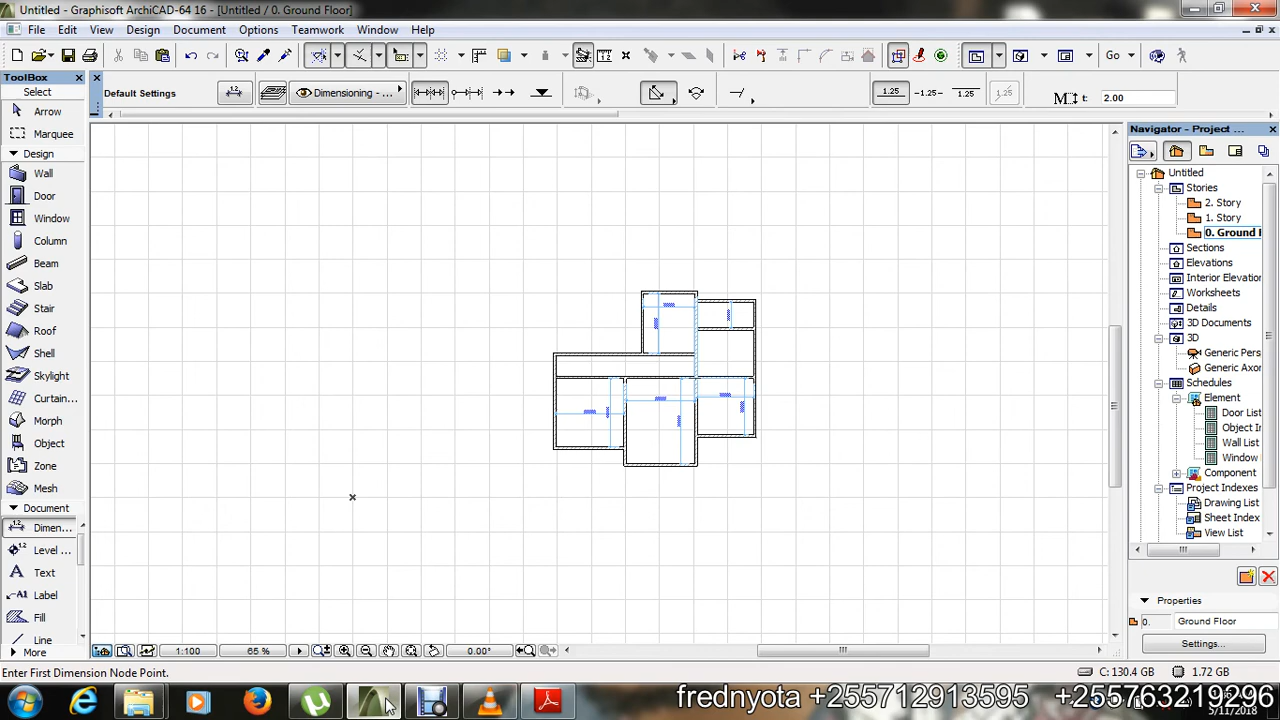 Untitled - Graphisoft ArchiCAD-64 16 - [Untitled / 0. Ground Floor]
File Edit View Design Document Options Teamwork Window Help
Go
ToolBox
Select
Arrow
Marquee
Design
Wall
Door
Window
Column
Beam
Slab
Stair
Roof
Shell
Skylight
Curtain...
Morph
Object
Zone
Mesh
Document
Dimen...
Level ...
Text
Label
Fill
Line
More
Default Settings
Dimensioning - ...
1.25
-1.25-
1.25
1.25
t:
2.00
Navigator - Project ...
Untitled
Stories
2. Story
1. Story
0. Ground F
Sections
Elevations
Interior Elevatio
Worksheets
Details
3D Documents
3D
Generic Pers
Generic Axor
Schedules
Element
Door List
Object In
Wall List
Window
Component
Project Indexes
Drawing List
Sheet Index
View List
Properties
0.
Ground Floor
Settings...
1:100
65 %
0.00°
Enter First Dimension Node Point.
C: 130.4 GB
1.72 GB
frednyota +255712913595 +255763219296
5/11/2018